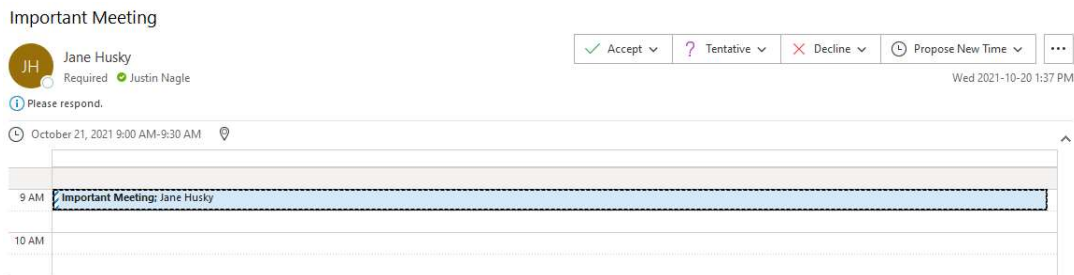 Important Meeting
JH
Jane Husky
Required Justin Nagle
Accept Tentative Decline Propose New Time ...
Wed 2021-10-20 1:37 PM
Please respond.
October 21, 2021 9:00 AM-9:30 AM
9 AM Important Meeting; Jane Husky
10 AM